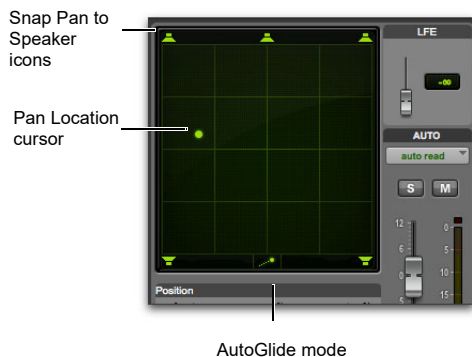 Snap Pan to
Speaker
icons
LFE
-∞
Pan Location
cursor
AUTO
auto read
S M
12
0
6
5
0
10
5
15
Position
AutoGlide mode